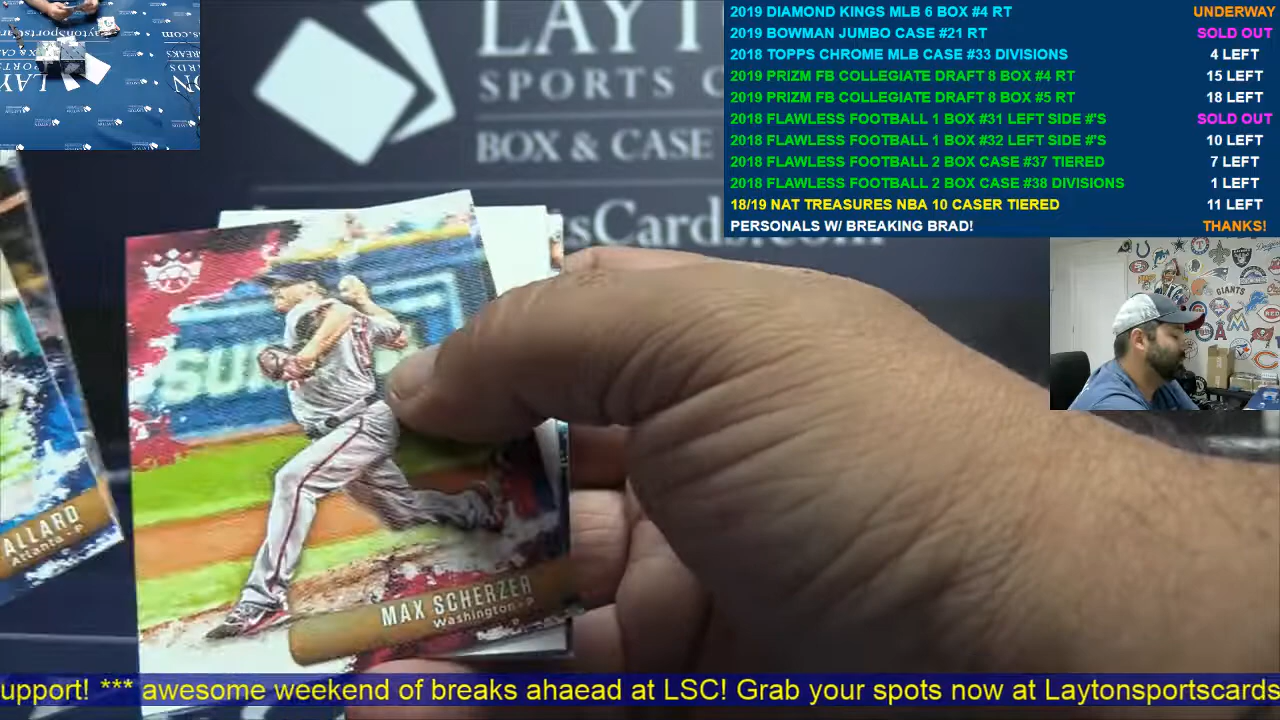 2019 DIAMOND KINGS MLB 6 BOX #4 RT UNDERWAY
2019 BOWMAN JUMBO CASE #21 RT SOLD OUT
2018 TOPPS CHROME MLB CASE #33 DIVISIONS 4 LEFT
2019 PRIZM FB COLLEGIATE DRAFT 8 BOX #4 RT 15 LEFT
2019 PRIZM FB COLLEGIATE DRAFT 8 BOX #5 RT 18 LEFT
2018 FLAWLESS FOOTBALL 1 BOX #31 LEFT SIDE #'S SOLD OUT
2018 FLAWLESS FOOTBALL 1 BOX #32 LEFT SIDE #'S 10 LEFT
2018 FLAWLESS FOOTBALL 2 BOX CASE #37 TIERED 7 LEFT
2018 FLAWLESS FOOTBALL 2 BOX CASE #38 DIVISIONS 1 LEFT
18/19 NAT TREASURES NBA 10 CASER TIERED 11 LEFT
PERSONALS W/ BREAKING BRAD! THANKS!
LAYT
SPORTS C
BOX & CASE
sCards.com
GIANTS
SU
ALLARD
Atlanta - P
MAX SCHERZER
Washington - P
upport! *** awesome weekend of breaks ahaead at LSC! Grab your spots now at Laytonsportscards